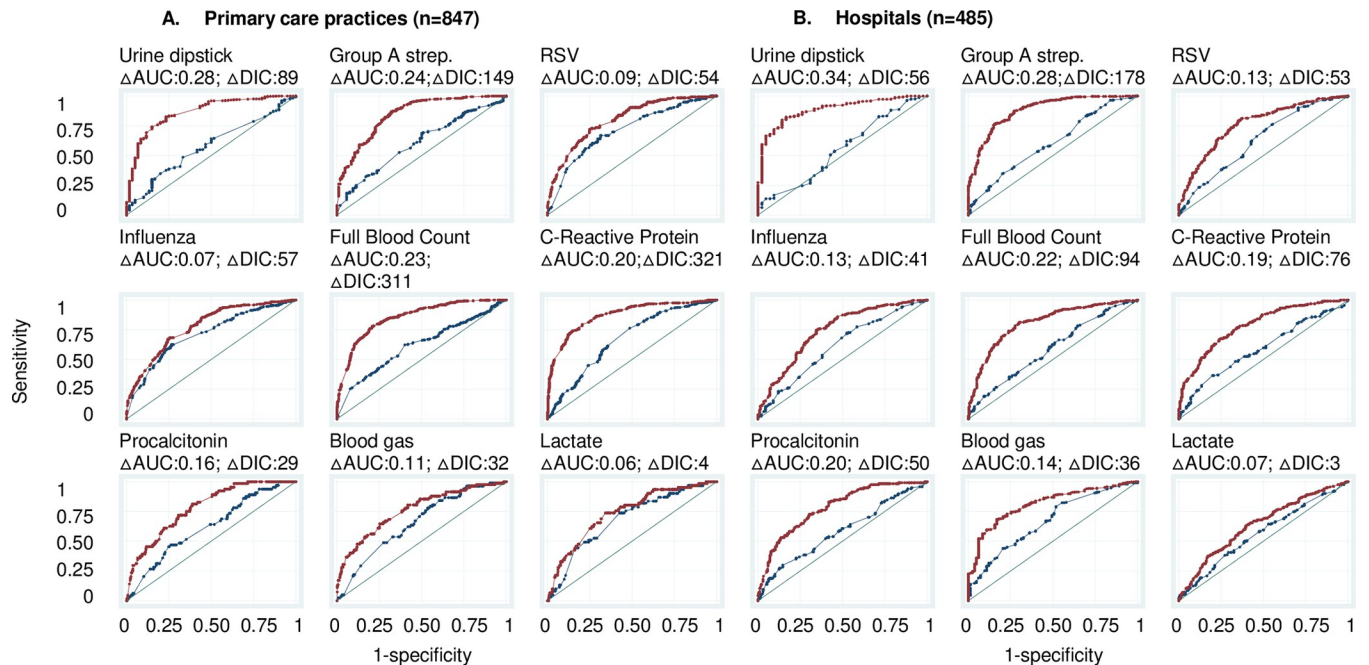 A. Primary care practices (n=847)
B. Hospitals (n=485)
Urine dipstick
△AUC:0.28; △DIC:89
Group A strep.
△AUC:0.24;△DIC:149
RSV
△AUC:0.09; △DIC:54
Urine dipstick
△AUC:0.34; △DIC:56
Group A strep.
△AUC:0.28;△DIC:178
RSV
△AUC:0.13; △DIC:53
1
0.75
0.50
0.25
0
Influenza
△AUC:0.07; △DIC:57
Full Blood Count
△AUC:0.23;
△DIC:311
C-Reactive Protein
△AUC:0.20;△DIC:321
Influenza
△AUC:0.13; △DIC:41
Full Blood Count
△AUC:0.22; △DIC:94
C-Reactive Protein
△AUC:0.19; △DIC:76
Sensitivity
1
0.75
0.50
0.25
0
Procalcitonin
△AUC:0.16; △DIC:29
Blood gas
△AUC:0.11; △DIC:32
Lactate
△AUC:0.06; △DIC:4
Procalcitonin
△AUC:0.20; △DIC:50
Blood gas
△AUC:0.14; △DIC:36
Lactate
△AUC:0.07; △DIC:3
1
0.75
0.50
0.25
0
0 0.25 0.50 0.75 1
0 0.25 0.50 0.75 1
0 0.25 0.50 0.75 1
0 0.25 0.50 0.75 1
0 0.25 0.50 0.75 1
0 0.25 0.50 0.75 1
1-specificity
1-specificity